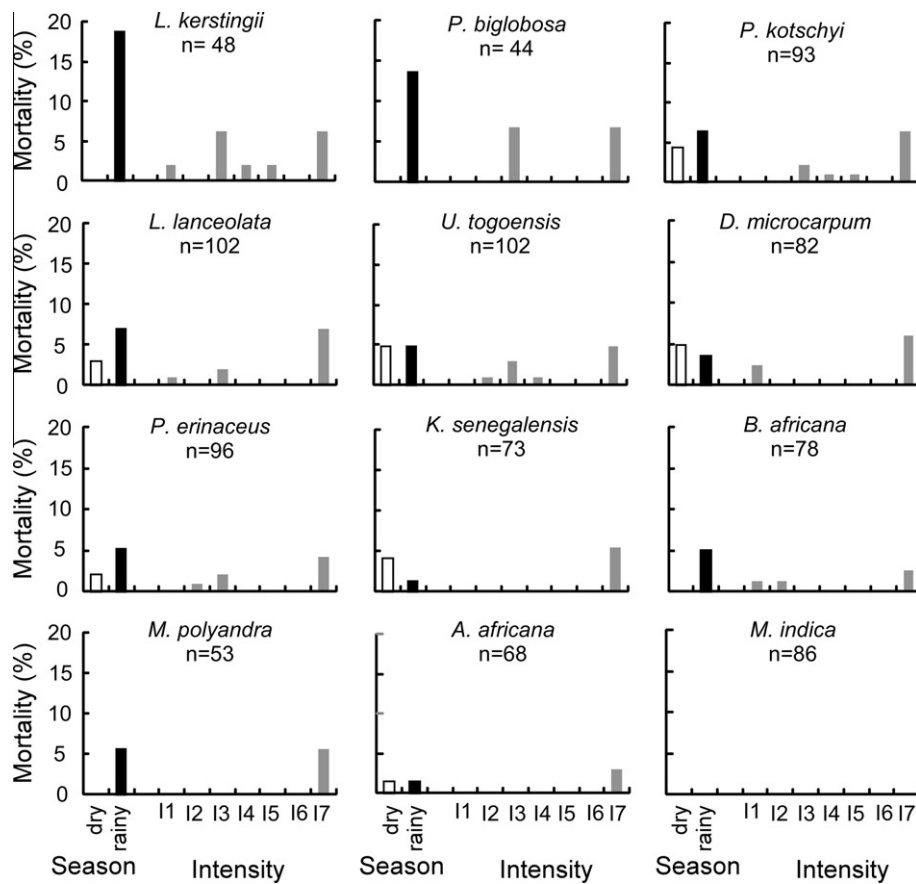 L. kerstingii
n= 48
P. biglobosa
n= 44
P. kotschyi
n=93
Mortality (%)
20
15
10
5
0
L. lanceolata
n=102
U. togoensis
n=102
D. microcarpum
n=82
Mortality (%)
20
15
10
5
0
P. erinaceus
n=96
K. senegalensis
n=73
B. africana
n=78
Mortality (%)
20
15
10
5
0
M. polyandra
n=53
A. africana
n=68
M. indica
n=86
Mortality (%)
20
15
10
5
0
dry rainy I1 I2 I3 I4 I5 I6 I7
dry rainy I1 I2 I3 I4 I5 I6 I7
dry rainy I1 I2 I3 I4 I5 I6 I7
Season Intensity
Season Intensity
Season Intensity